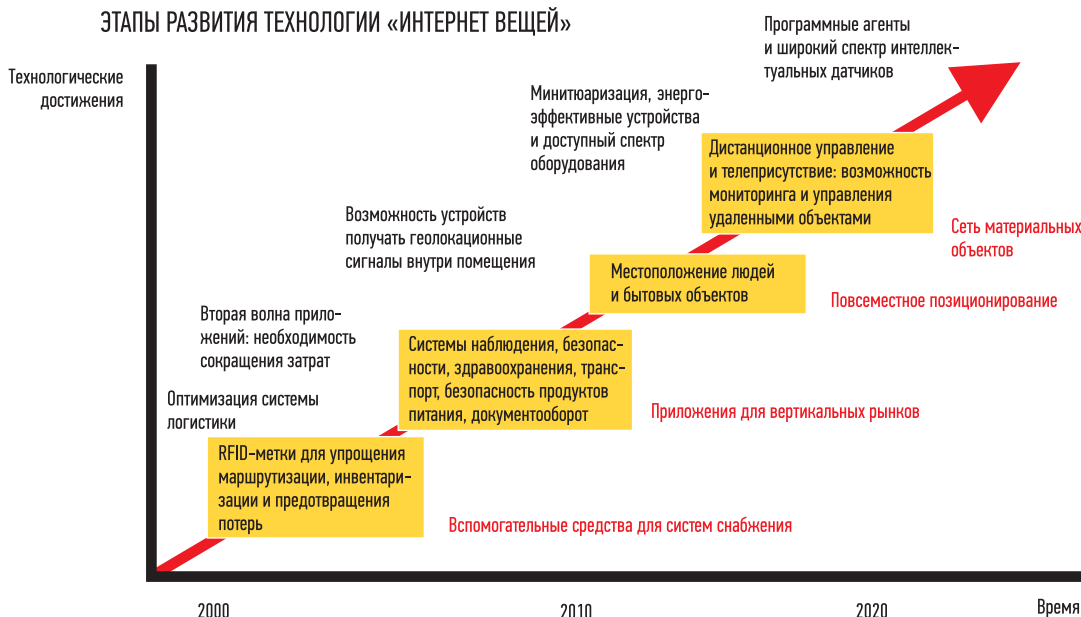 ЭТАПЫ РАЗВИТИЯ ТЕХНОЛОГИИ «ИНТЕРНЕТ ВЕЩЕЙ»
Технологические
достижения
Программные агенты
и широкий спектр интеллек-
туальных датчиков
Минитюаризация, энерго-
эффективные устройства
и доступный спектр
оборудования
Дистанционное управление
и телеприсутствие: возможность
мониторинга и управления
удаленными объектами
Сеть материальных
объектов
Возможность устройств
получать геолокационные
сигналы внутри помещения
Местоположение людей
и бытовых объектов
Повсеместное позиционирование
Вторая волна прило-
жений: необходимость
сокращения затрат
Системы наблюдения, безопас-
ности, здравоохранения, транс-
порт, безопасность продуктов
питания, документооборот
Приложения для вертикальных рынков
Оптимизация системы
логистики
RFID-метки для упрощения
маршрутизации, инвентари-
зации и предотвращения
потерь
Вспомогательные средства для систем снабжения
2000
2010
2020
Время